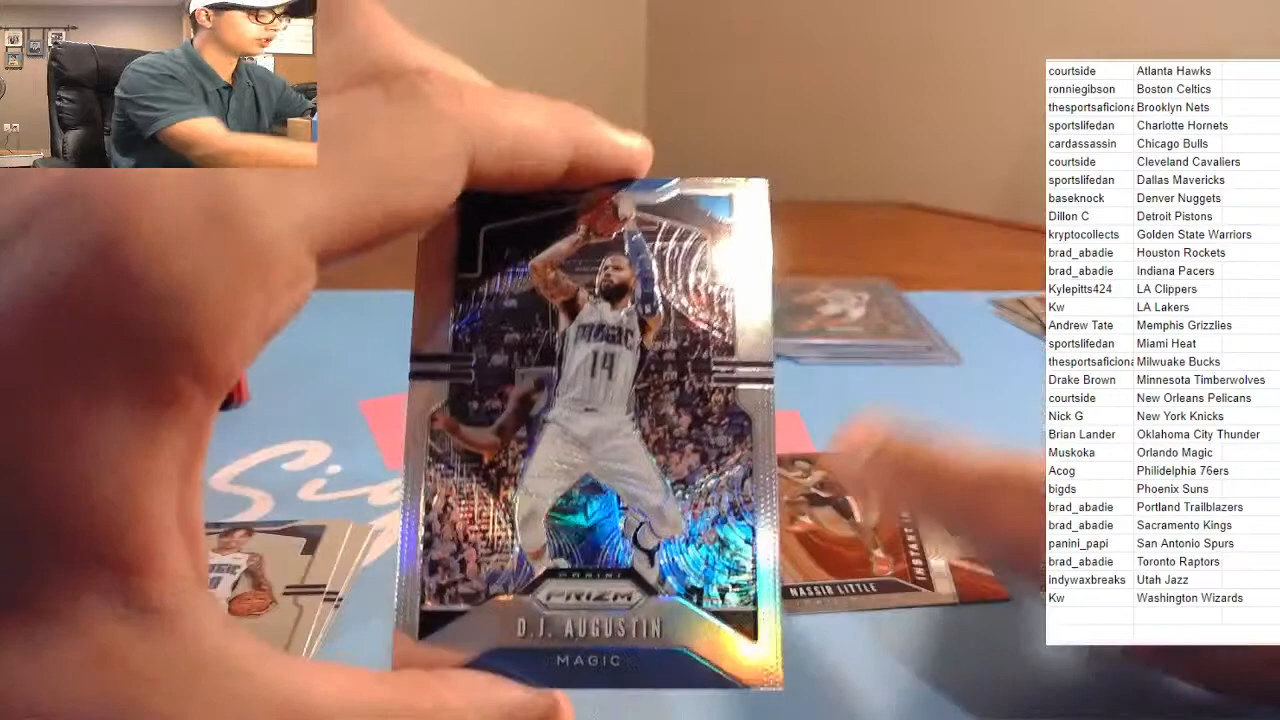 courtside Atlanta Hawks
ronniegibson Boston Celtics
thesportsaficiona Brooklyn Nets
sportslifedan Charlotte Hornets
cardassassin Chicago Bulls
courtside Cleveland Cavaliers
sportslifedan Dallas Mavericks
baseknock Denver Nuggets
Dillon C Detroit Pistons
kryptocollects Golden State Warriors
brad_abadie Houston Rockets
brad_abadie Indiana Pacers
Kylepitts424 LA Clippers
Kw LA Lakers
Andrew Tate Memphis Grizzlies
sportslifedan Miami Heat
thesportsaficiona Milwuake Bucks
Drake Brown Minnesota Timberwolves
courtside New Orleans Pelicans
Nick G New York Knicks
Brian Lander Oklahoma City Thunder
Muskoka Orlando Magic
Acog Philidelphia 76ers
bigds Phoenix Suns
brad_abadie Portland Trailblazers
brad_abadie Sacramento Kings
panini_papi San Antonio Spurs
brad_abadie Toronto Raptors
indywaxbreaks Utah Jazz
Kw Washington Wizards
MAGIC
14
PANINI
PRIZM
D.J. AUGUSTIN
MAGIC
NASSIR LITTLE
INSTANT